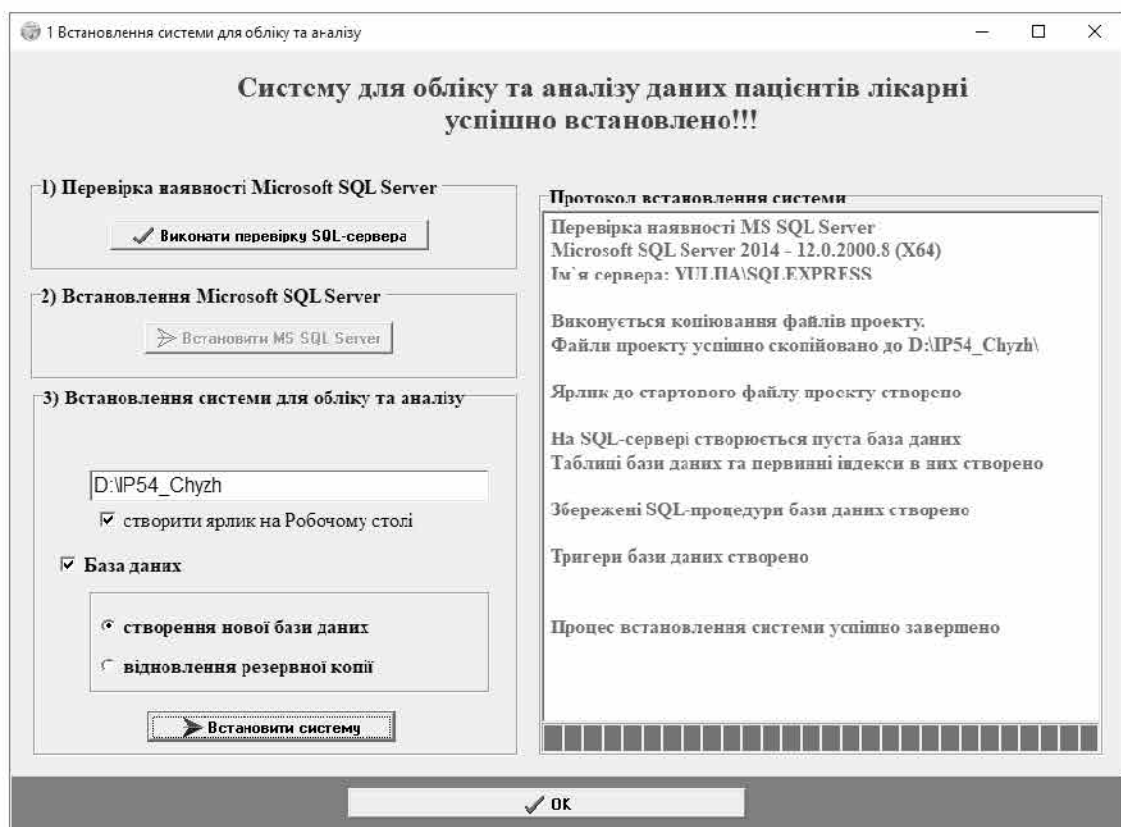 1 Встановлення системи для обліку та аналізу
Систему для обліку та аналізу даних пацієнтів лікарні
успішно встановлено!!!
1) Перевірка наявності Microsoft SQL Server
Виконати перевірку SQL-сервера
2) Встановлення Microsoft SQL Server
Встановити MS SQL Server
3) Встановлення системи для обліку та аналізу
D:\IP54_Chyzh
створити ярлик на Робочому столі
База даних
створення нової бази даних
відновлення резервної копії
Встановити систему
Протокол встановлення системи
Перевірка наявності MS SQL Server
Microsoft SQL Server 2014 - 12.0.2000.8 (X64)
Ім`я сервера: YULIIA\SQLEXPRESS
Виконується копіювання файлів проекту.
Файли проекту успішно скопійовано до D:\IP54_Chyzh\
Ярлик до стартового файлу проекту створено
На SQL-сервері створюється пуста база даних
Таблиці бази даних та первинні індекси в них створено
Збережені SQL-процедури бази даних створено
Тригери бази даних створено
Процес встановлення системи успішно завершено
OK